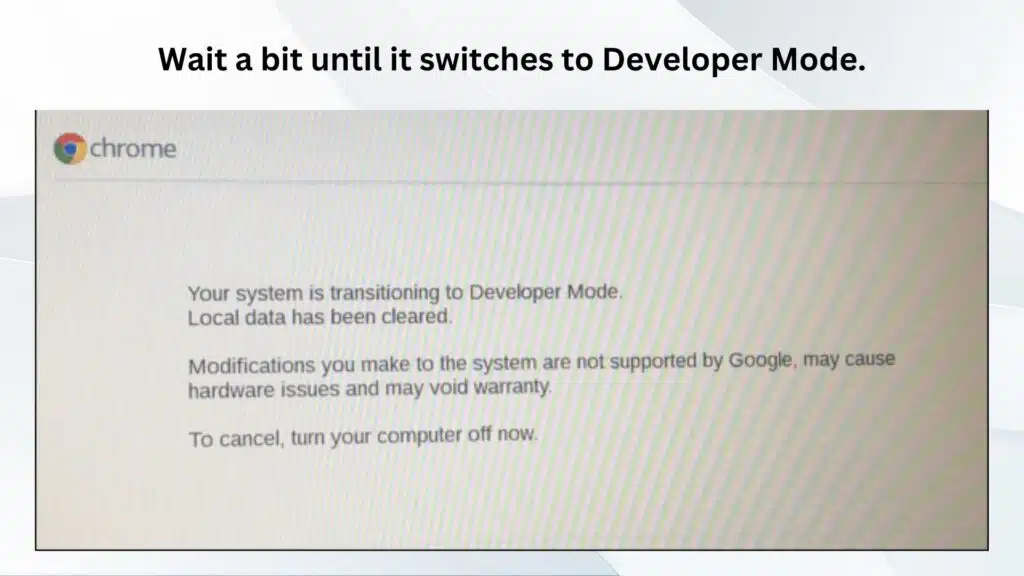 Wait a bit until it switches to Developer Mode.
chrome
Your system is transitioning to Developer Mode.
Local data has been cleared.
Modifications you make to the system are not supported by Google, may cause
hardware issues and may void warranty.
To cancel, turn your computer off now.